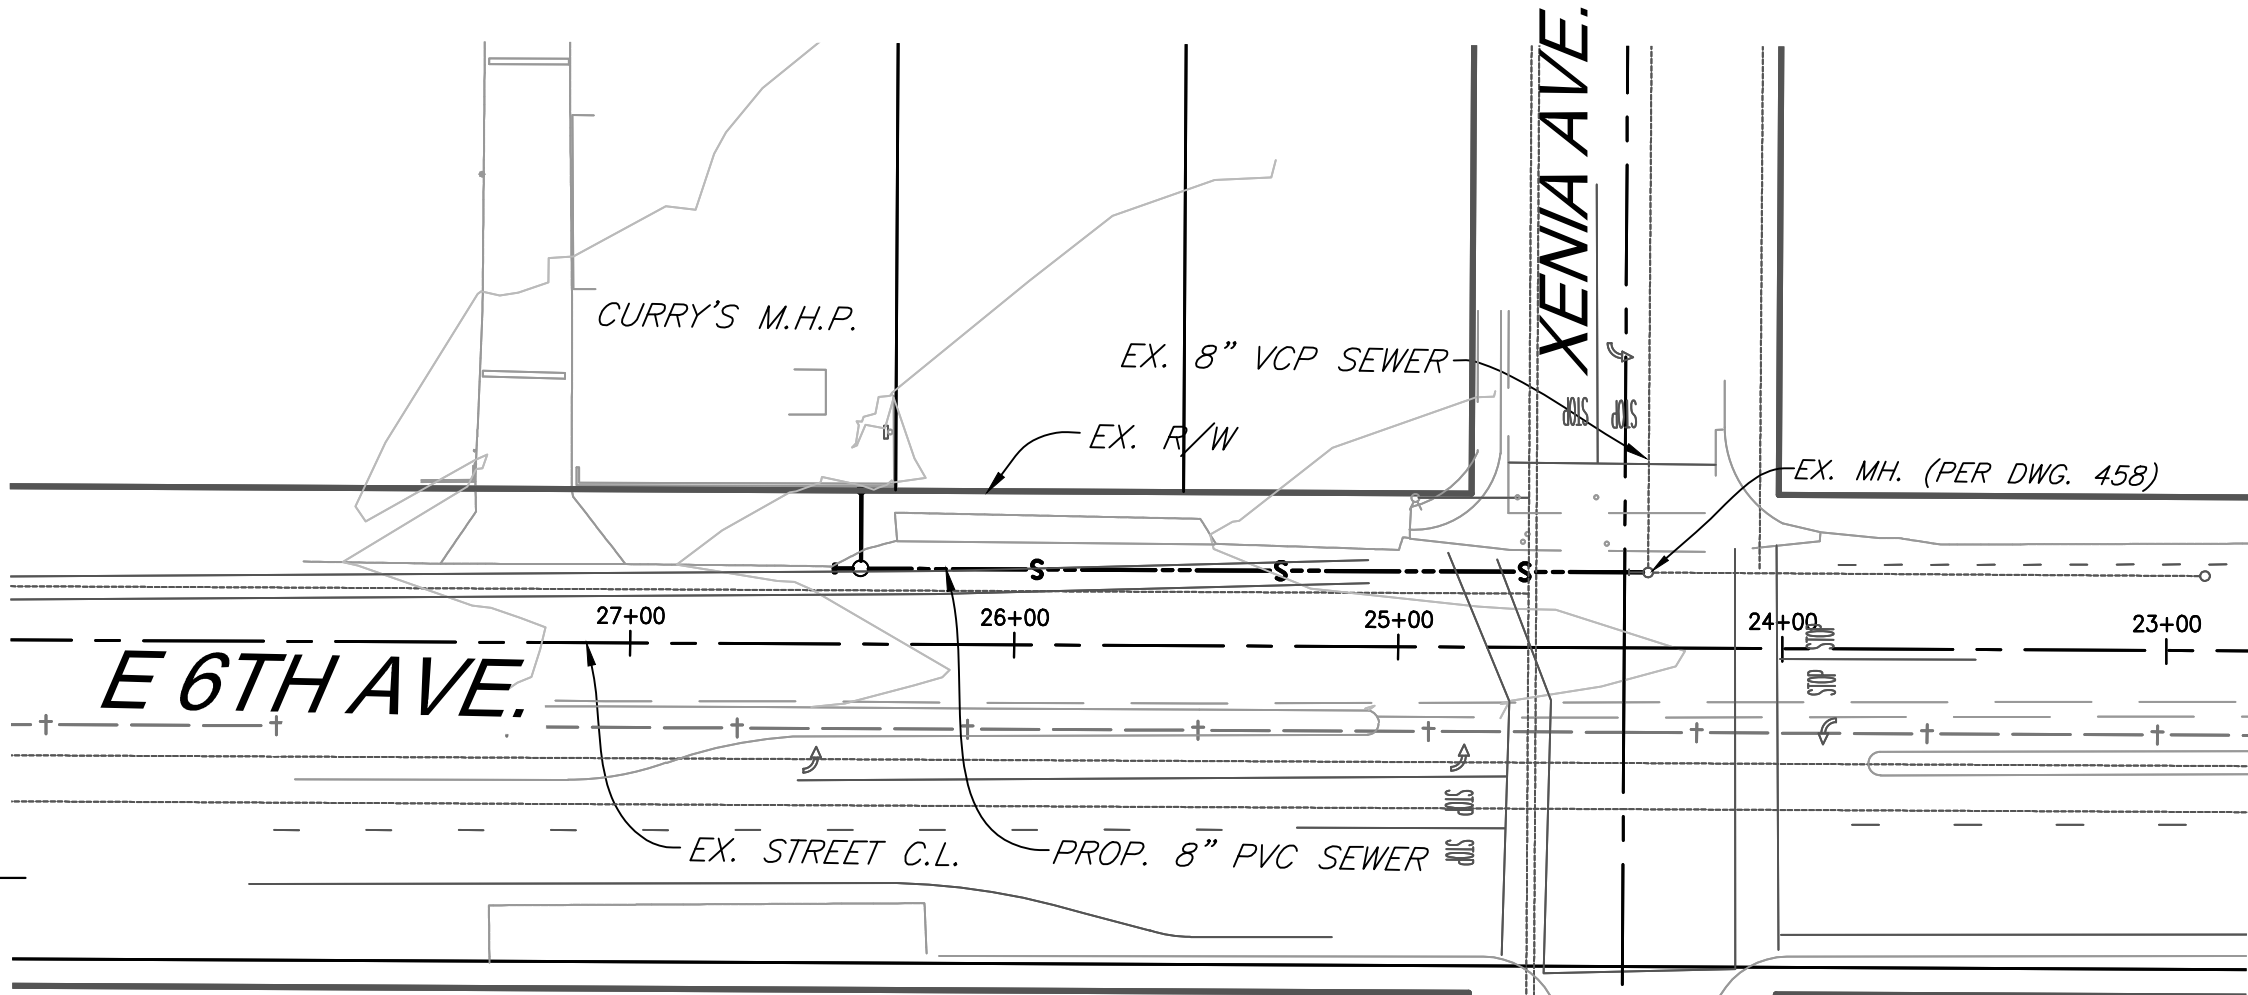 XENIA AVE.
CURRY'S M.H.P.
EX. 8" VCP SEWER
STOP
STOP
EX. R/W
EX. MH. (PER DWG. 458)
S
S
S
27+00
26+00
25+00
24+00
23+00
STOP
STOP
E 6TH AVE.
STOP
STOP
EX. STREET C.L.
PROP. 8" PVC SEWER